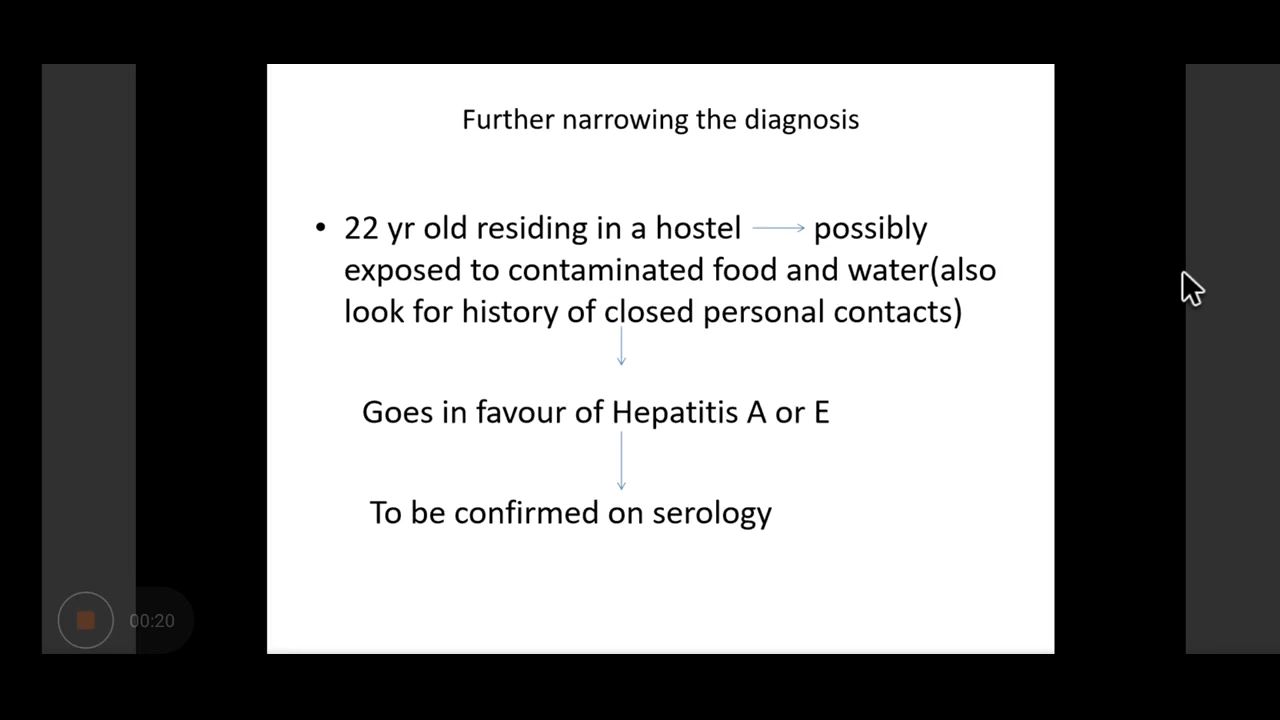 Further narrowing the diagnosis
• 22 yr old residing in a hostel → possibly
exposed to contaminated food and water(also
look for history of closed personal contacts)
Goes in favour of Hepatitis A or E
To be confirmed on serology
00:20